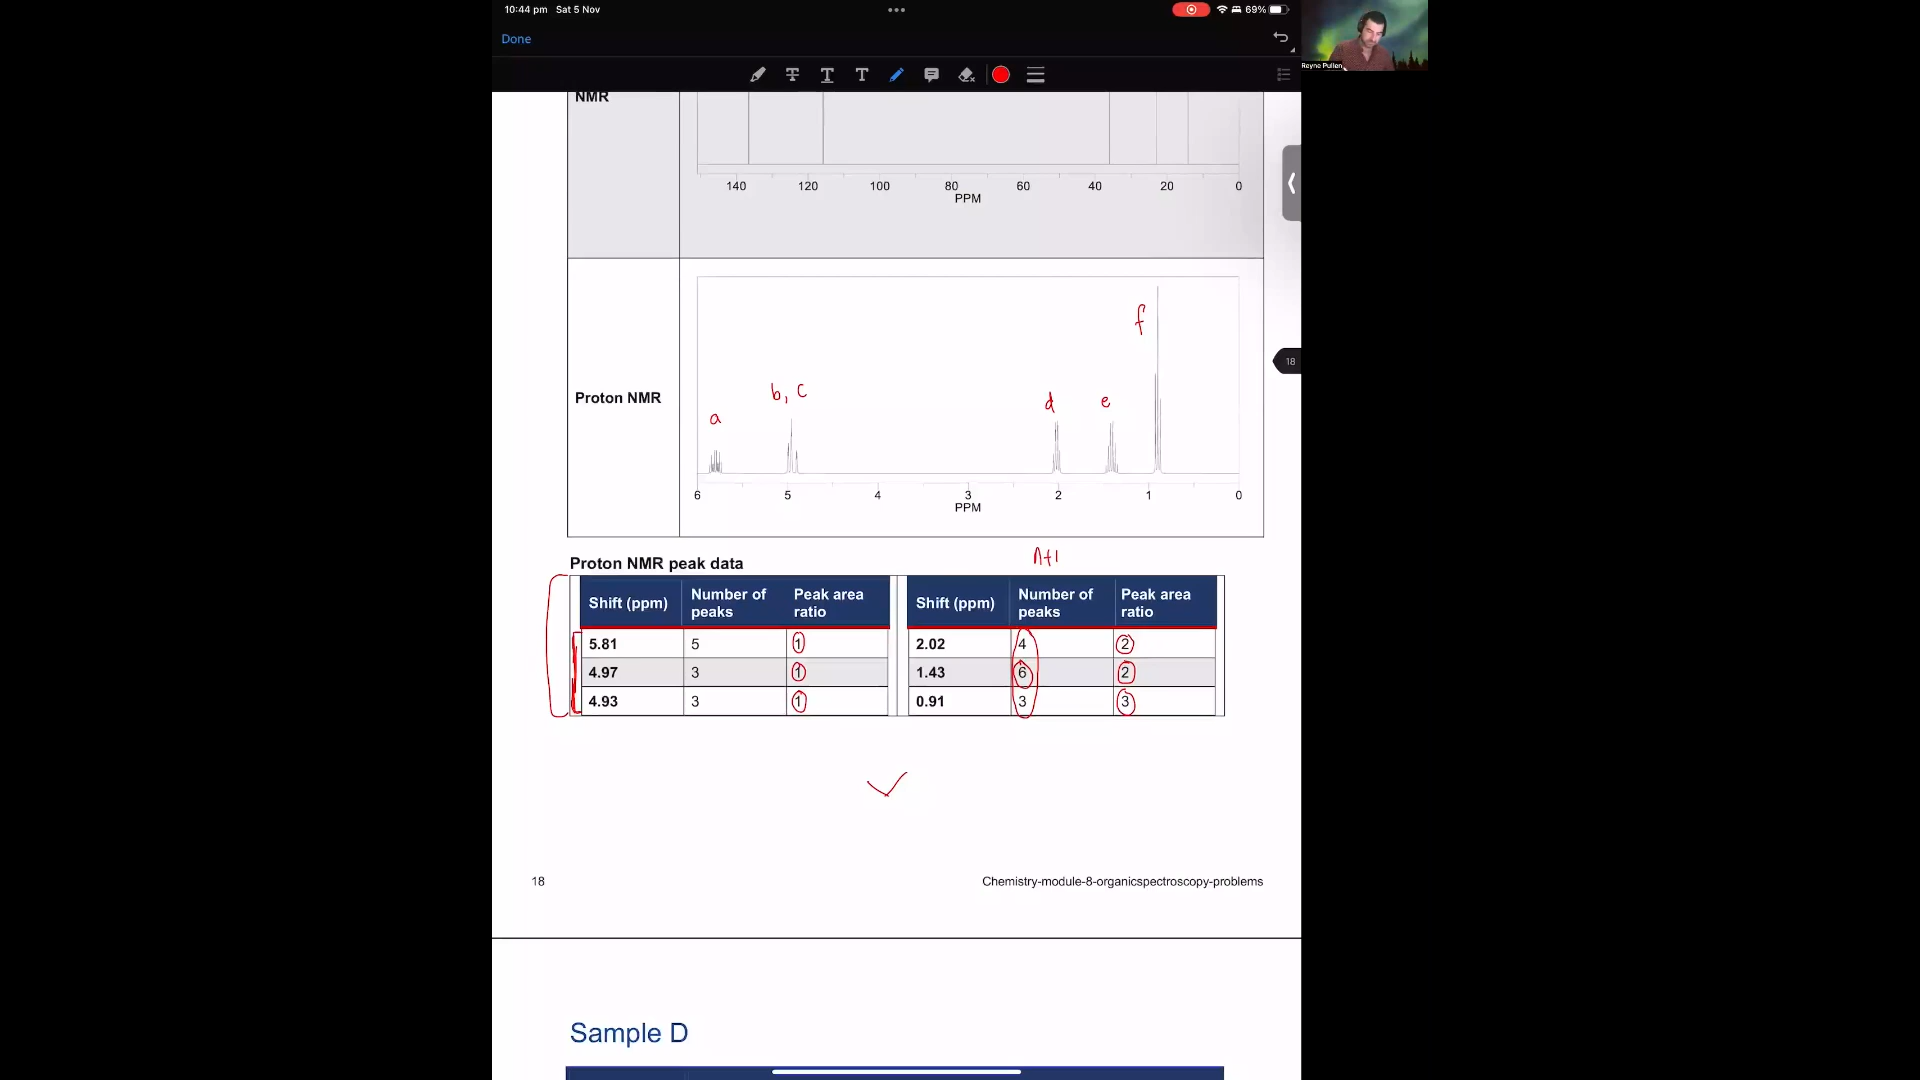 10:44 pm Sat 5 Nov
69%
Done
Reyne Pullen
T T T
NMR
140 120 100 80 60 40 20 0
PPM
18
Proton NMR
a
b, c
d
e
f
6 5 4 3 2 1 0
PPM
n+1
Proton NMR peak data
Shift (ppm) Number of peaks Peak area ratio Shift (ppm) Number of peaks Peak area ratio
5.81 5 1 2.02 4 2
4.97 3 1 1.43 6 2
4.93 3 1 0.91 3 3
18 Chemistry-module-8-organicspectroscopy-problems
Sample D